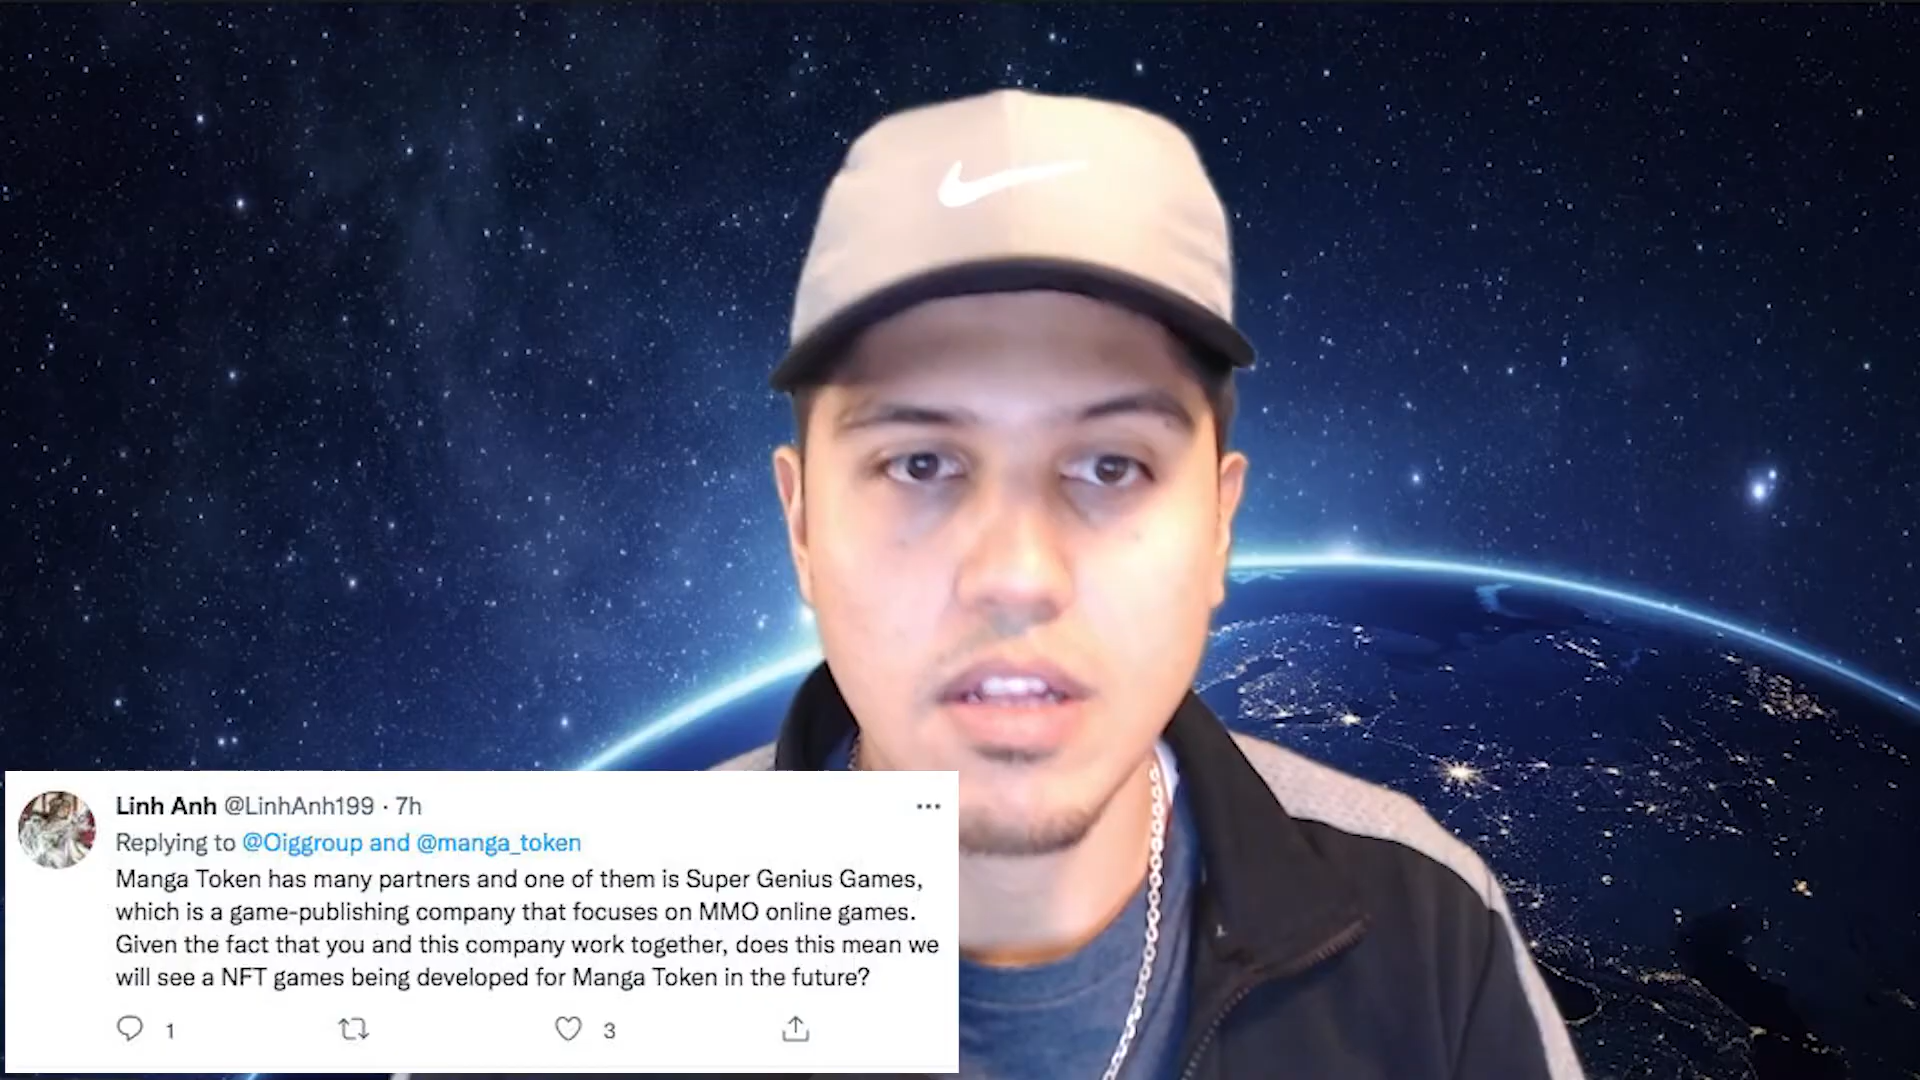 Linh Anh @LinhAnh199 · 7h
Replying to @Oiggroup and @manga_token
Manga Token has many partners and one of them is Super Genius Games,
which is a game-publishing company that focuses on MMO online games.
Given the fact that you and this company work together, does this mean we
will see a NFT games being developed for Manga Token in the future?
1
3